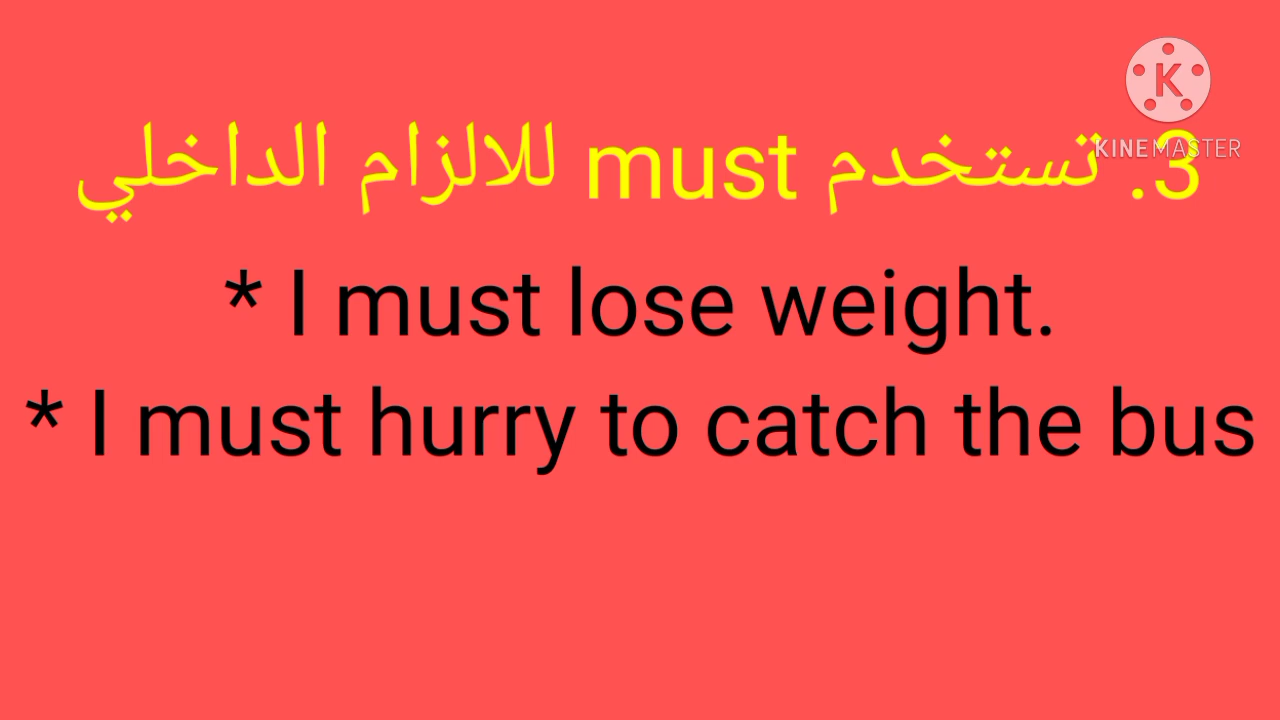 K
KINEMASTER
3. تستخدم must للالزام الداخلي
* I must lose weight.
* I must hurry to catch the bus